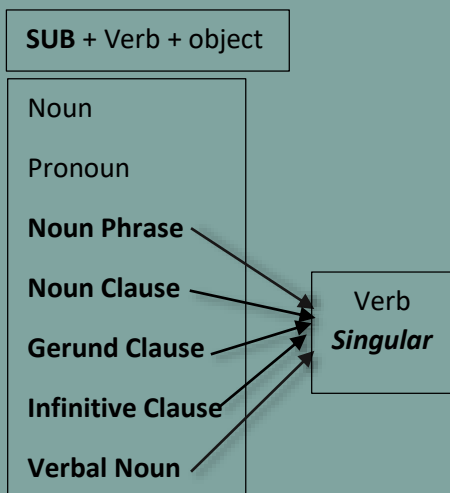 SUB + Verb + object
Noun
Pronoun
Noun Phrase
Noun Clause
Gerund Clause
Infinitive Clause
Verbal Noun
Verb
Singular